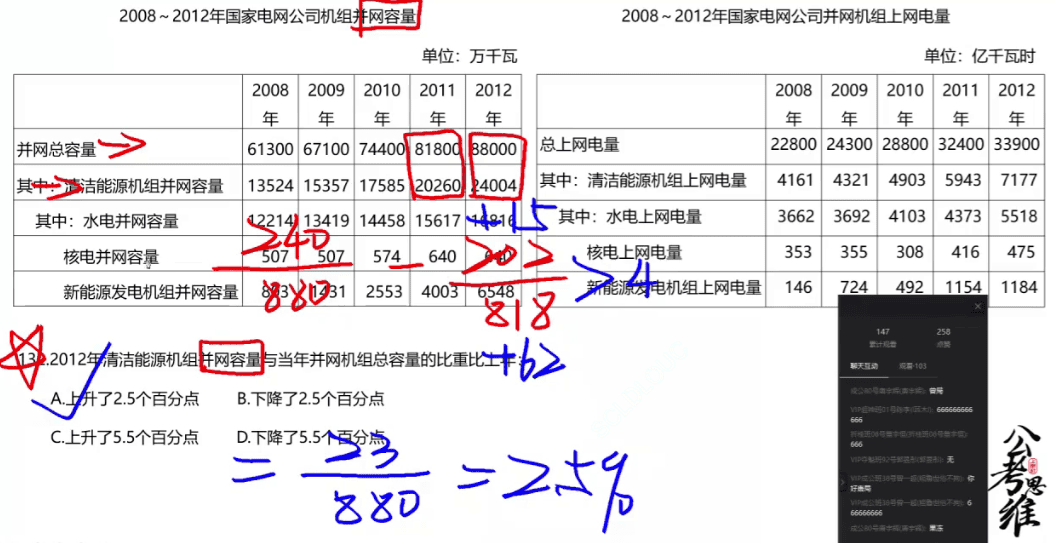 2008～2012年国家电网公司机组并网容量
单位：万千瓦
2008年 2009年 2010年 2011年 2012年
并网总容量 61300 67100 74400 81800 88000
其中：清洁能源机组并网容量 13524 15357 17585 20260 24004
其中：水电并网容量 12214 13419 14458 15617 16816
核电并网容量 507 507 574 640
新能源发电机组并网容量 2553 4003 6548
2008～2012年国家电网公司并网机组上网电量
单位：亿千瓦时
2008年 2009年 2010年 2011年 2012年
总上网电量 22800 24300 28800 32400 33900
其中：清洁能源机组上网电量 4161 4321 4903 5943 7177
其中：水电上网电量 3662 3692 4103 4373 5518
核电上网电量 353 355 308 416 475
新能源发电机组上网电量 146 724 492 1154 1184
240
880
202
818
+15
>4
+62
2012年清洁能源机组并网容量与当年并网机组总容量的比重比上年：
A.上升了2.5个百分点 B.下降了2.5个百分点
C.上升了5.5个百分点 D.下降了5.5个百分点
= 23
880
= 2.5%
147 258
累计观看 点赞
聊天互动 观看·103
666
无
666666666
公考思维